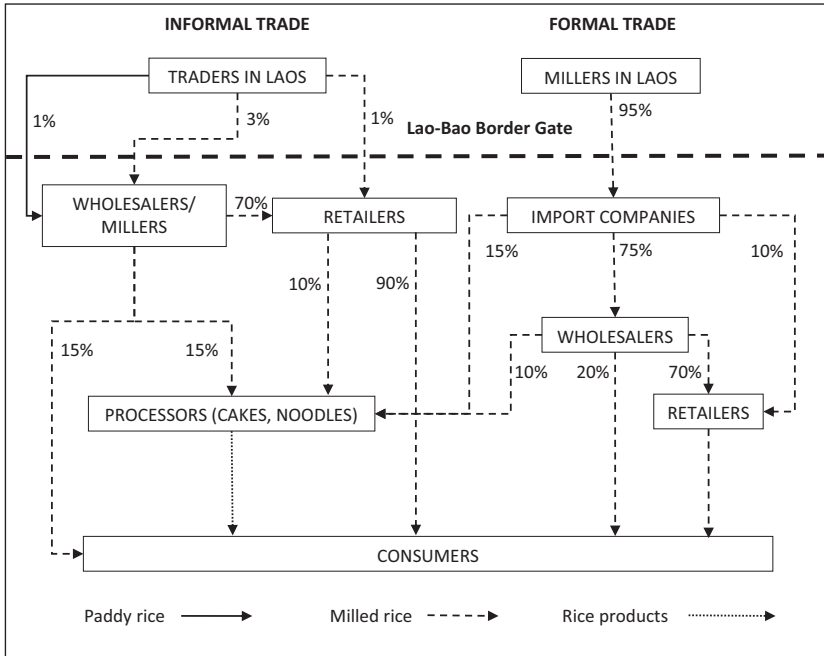 INFORMAL TRADE
FORMAL TRADE
TRADERS IN LAOS
MILLERS IN LAOS
1%
3%
1%
95%
Lao-Bao Border Gate
WHOLESALERS/
MILLERS
70%
RETAILERS
IMPORT COMPANIES
10%
90%
15%
75%
10%
WHOLESALERS
15%
15%
10%
20%
70%
PROCESSORS (CAKES, NOODLES)
RETAILERS
CONSUMERS
Paddy rice
Milled rice
Rice products